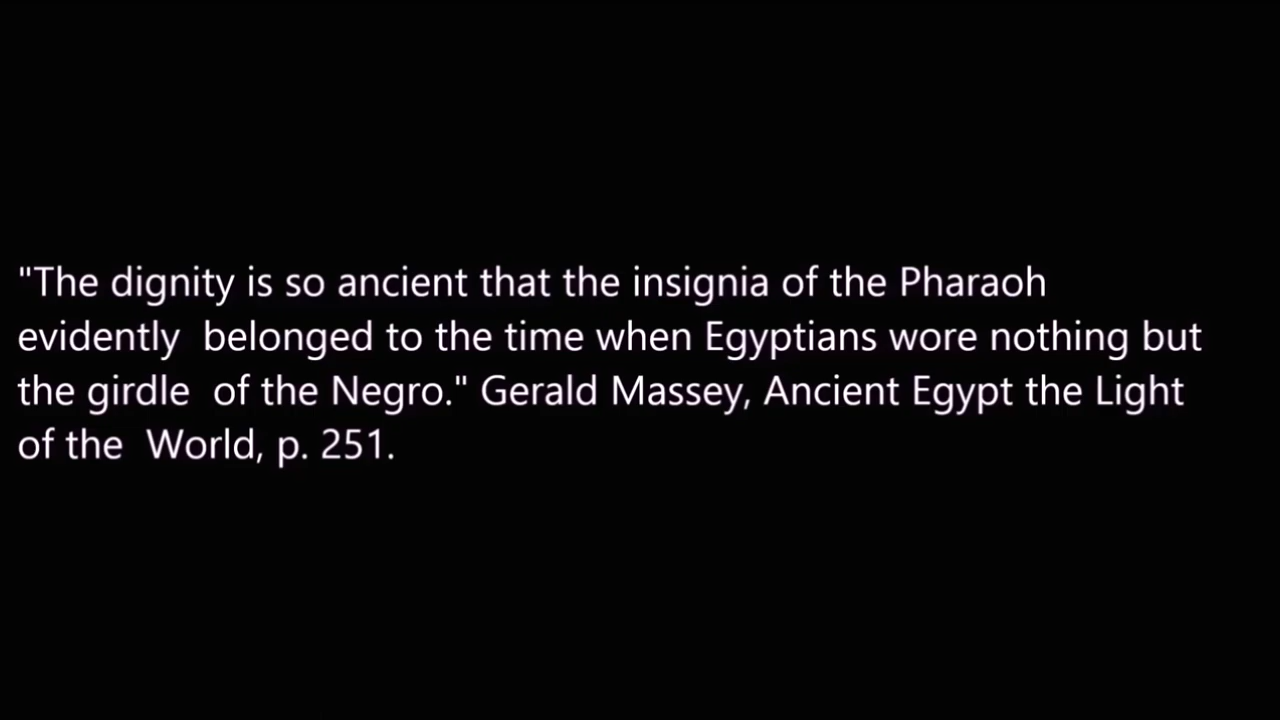 "The dignity is so ancient that the insignia of the Pharaoh
evidently  belonged to the time when Egyptians wore nothing but
the girdle  of the Negro." Gerald Massey, Ancient Egypt the Light
of the  World, p. 251.